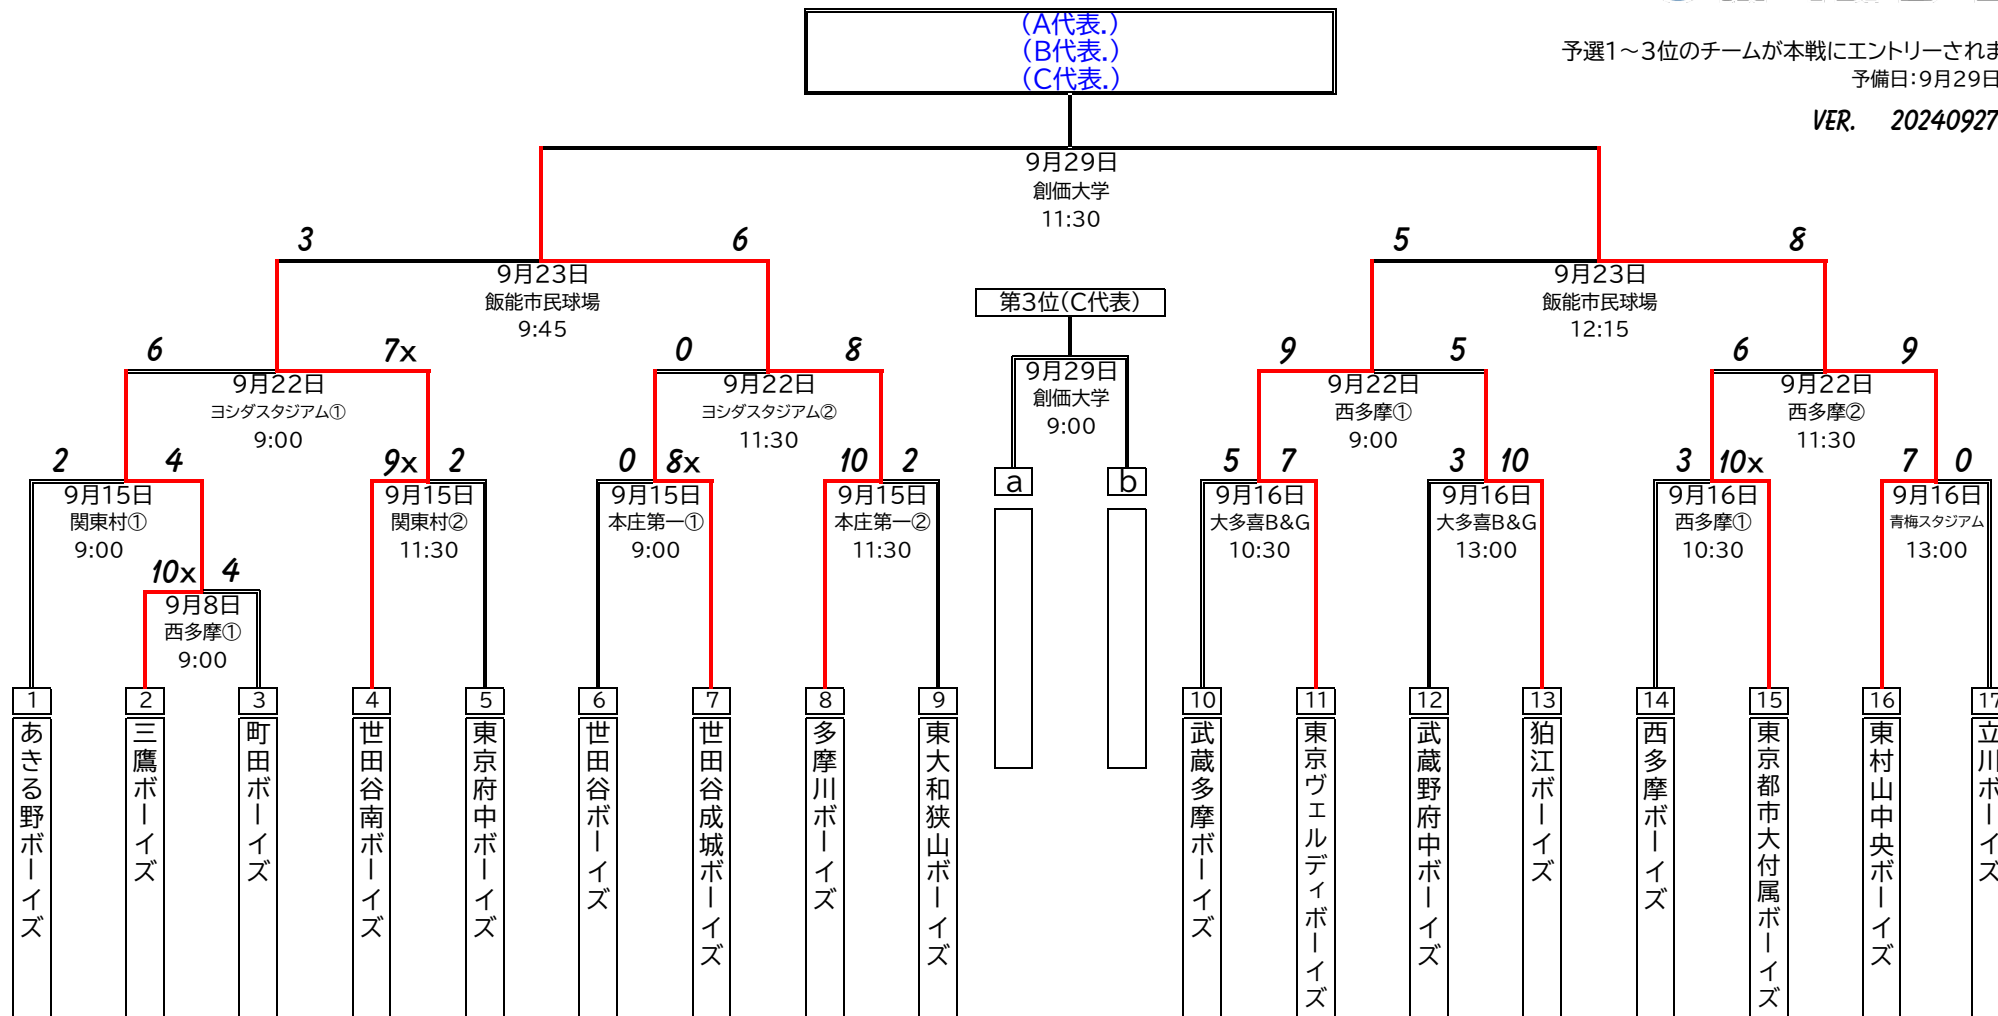 (A代表.)
(B代表.)
(C代表.)
予選1～3位のチームが本戦にエントリーされま
予備日:9月29日
VER. 20240927
9月29日
創価大学
11:30
3 6
9月23日
飯能市民球場
9:45
5 8
9月23日
飯能市民球場
12:15
第3位(C代表)
9月29日
創価大学
9:00
a b
6 7x
9月22日
ヨシダスタジアム①
9:00
0 8
9月22日
ヨシダスタジアム②
11:30
9 5
9月22日
西多摩①
9:00
6 9
9月22日
西多摩②
11:30
2 4
9月15日
関東村①
9:00
9x 2
9月15日
関東村②
11:30
0 8x
9月15日
本庄第一①
9:00
10 2
9月15日
本庄第一②
11:30
5 7
9月16日
大多喜B&G
10:30
3 10
9月16日
大多喜B&G
13:00
3 10x
9月16日
西多摩①
10:30
7 0
9月16日
青梅スタジアム
13:00
10x 4
9月8日
西多摩①
9:00
1
あきる野ボーイズ
2
三鷹ボーイズ
3
町田ボーイズ
4
世田谷南ボーイズ
5
東京府中ボーイズ
6
世田谷ボーイズ
7
世田谷成城ボーイズ
8
多摩川ボーイズ
9
東大和狭山ボーイズ
10
武蔵多摩ボーイズ
11
東京ヴェルディボーイズ
12
武蔵野府中ボーイズ
13
狛江ボーイズ
14
西多摩ボーイズ
15
東京都市大付属ボーイズ
16
東村山中央ボーイズ
17
立川ボーイズ